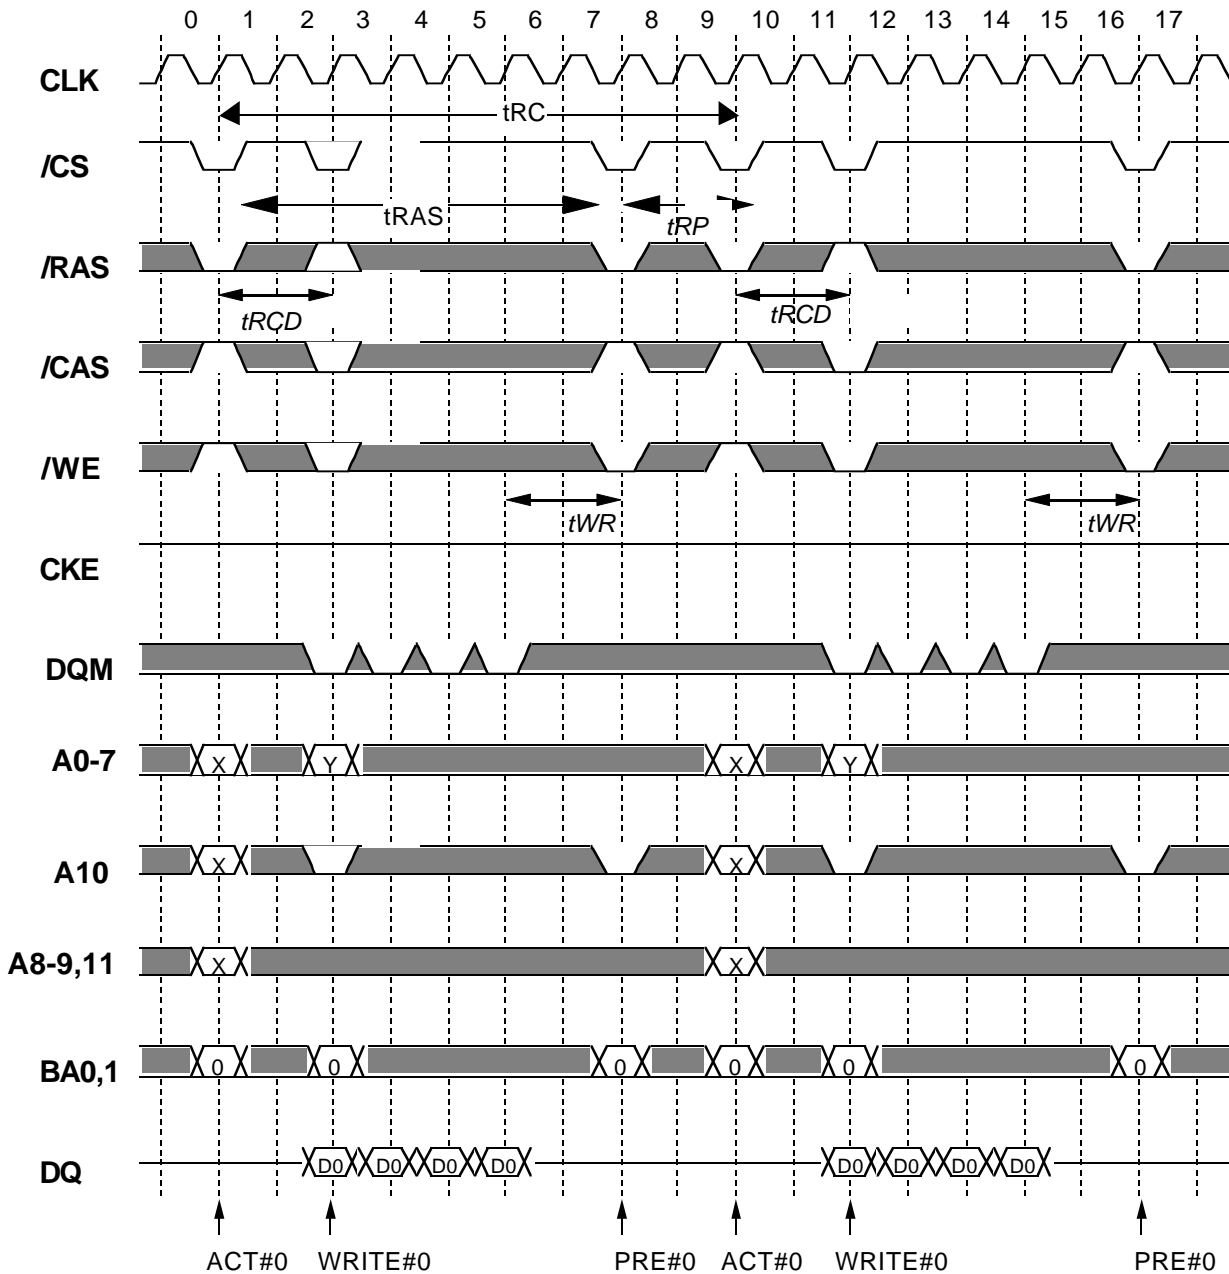 0 1 2 3 4 5 6 7 8 9 10 11 12 13 14 15 16 17
CLK
tRC
/CS
tRAS
tRP
/RAS
tRCD
tRCD
/CAS
/WE
tWR
tWR
CKE
DQM
A0-7
X Y X Y
A10
X X
A8-9,11
X X
BA0,1
0 0 0 0 0 0
DQ
D0 D0 D0 D0 D0 D0 D0 D0
ACT#0 WRITE#0 PRE#0 ACT#0 WRITE#0 PRE#0